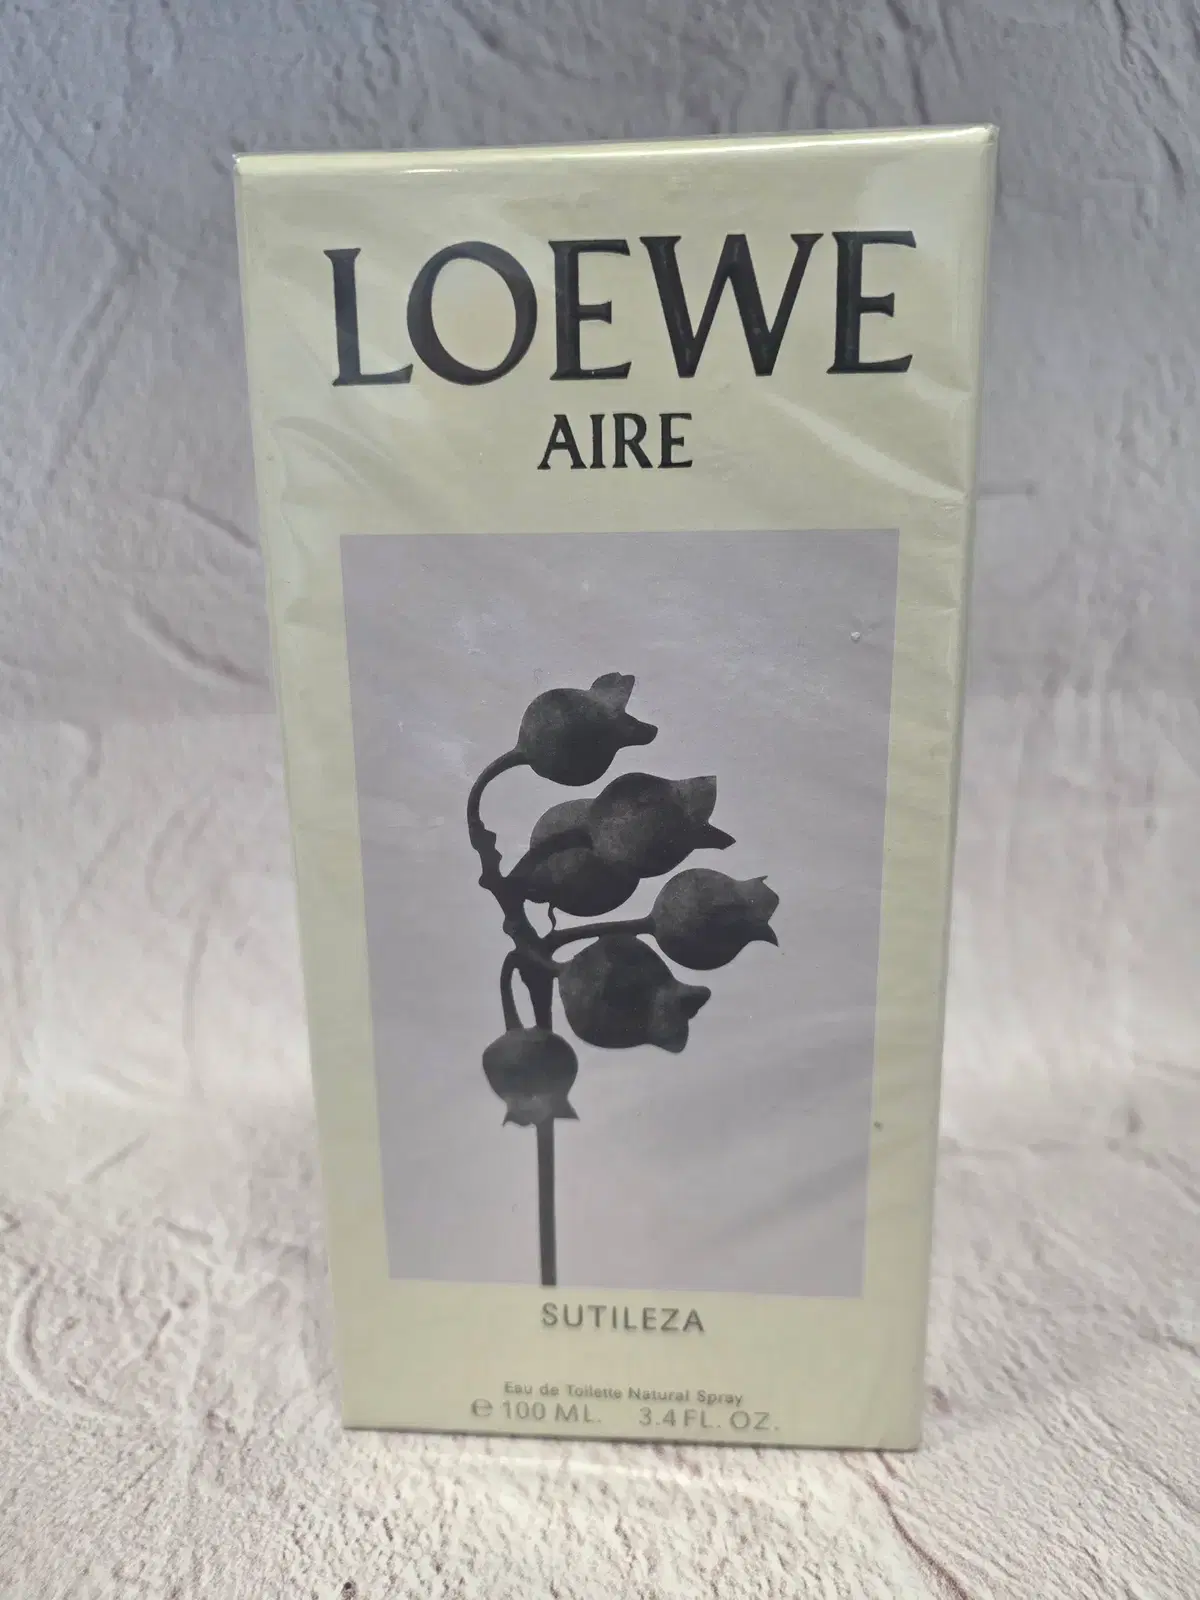 LOEWE
AIRE
SUTILEZA
Eau de Toilette Natural Spray
℮ 100 ML. 3.4 FL. OZ.